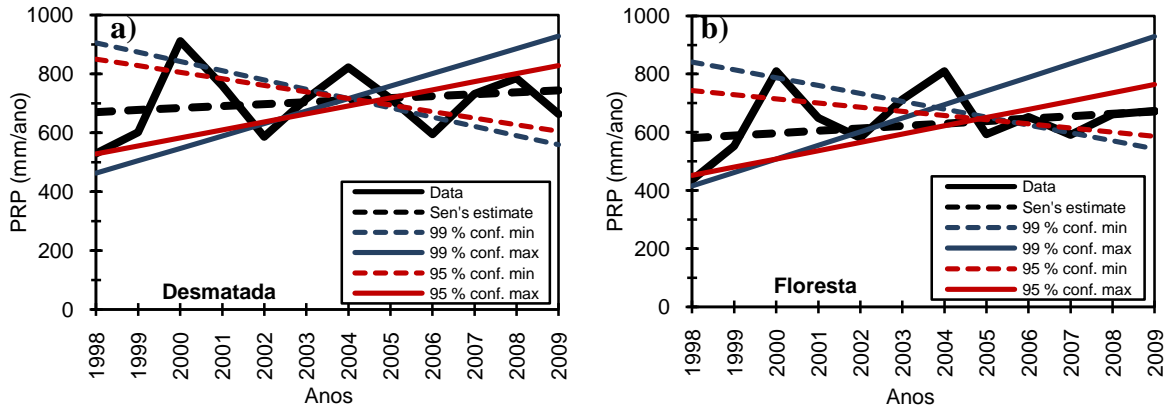 a)
PRP (mm/ano)
1000
800
600
400
200
0
Desmatada
Data
Sen's estimate
99 % conf. min
99 % conf. max
95 % conf. min
95 % conf. max
1998 1999 2000 2001 2002 2003 2004 2005 2006 2007 2008 2009
Anos
b)
PRP (mm/ano)
1000
800
600
400
200
0
Floresta
Data
Sen's estimate
99 % conf. min
99 % conf. max
95 % conf. min
95 % conf. max
1998 1999 2000 2001 2002 2003 2004 2005 2006 2007 2008 2009
Anos